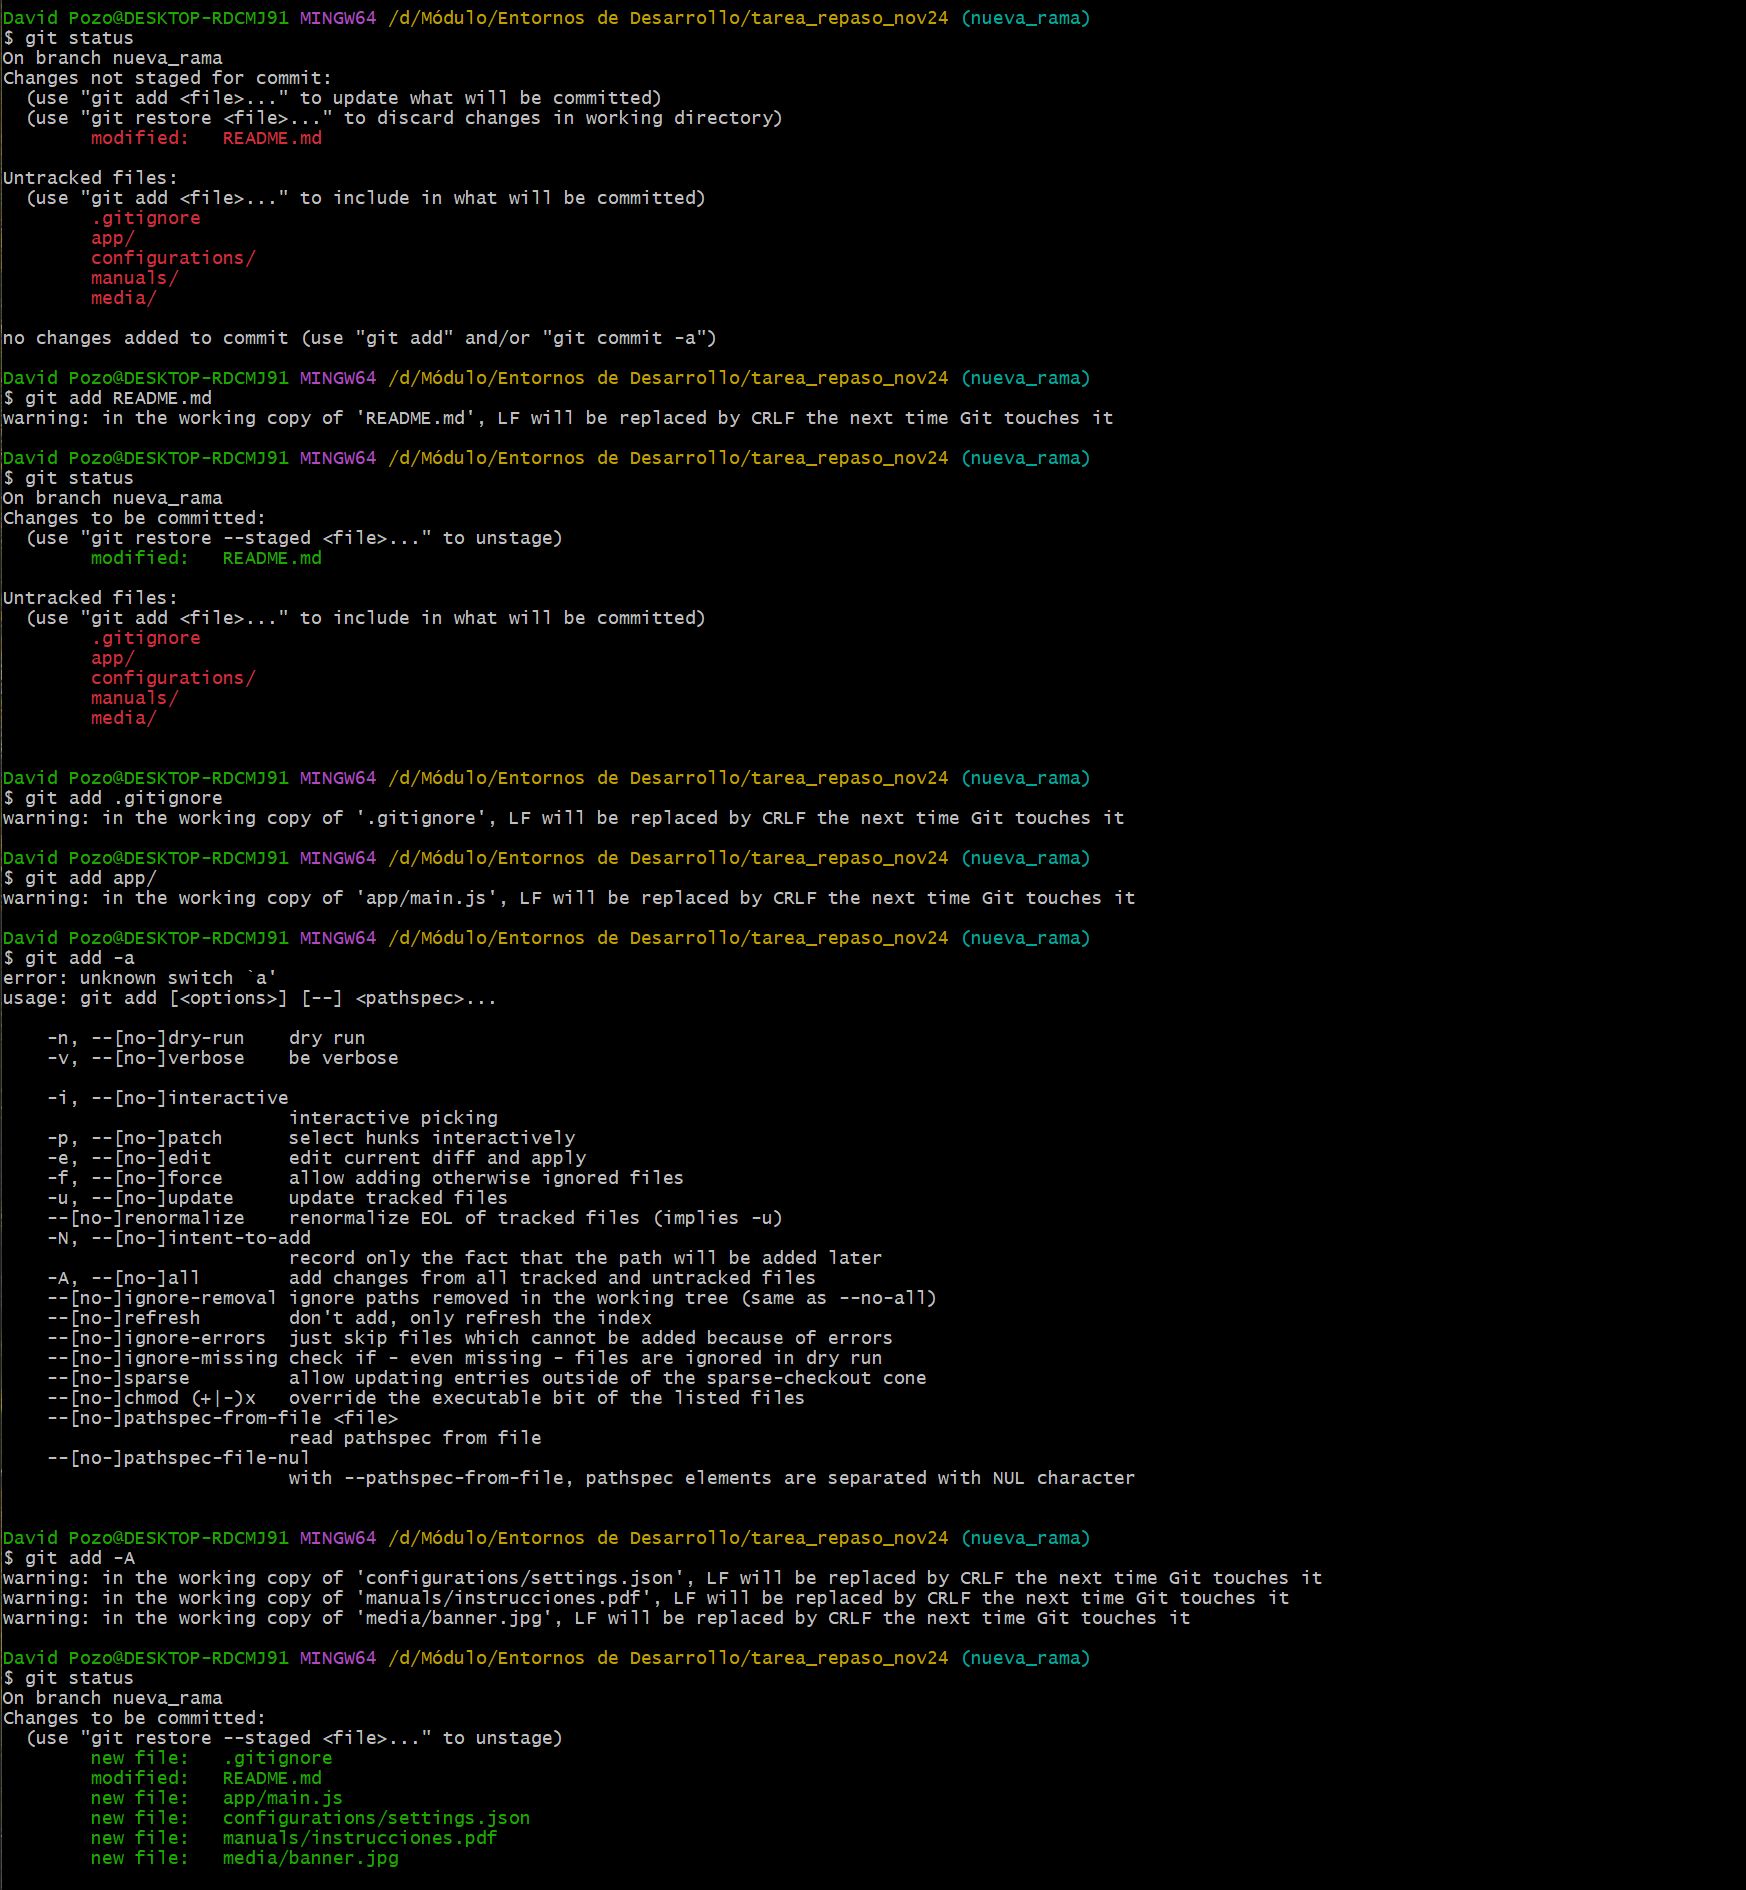 David Pozo@DESKTOP-RDCMJ91 MINGW64 /d/Módulo/Entornos de Desarrollo/tarea_repaso_nov24 (nueva_rama)
$ git status
On branch nueva_rama
Changes not staged for commit:
  (use "git add <file>..." to update what will be committed)
  (use "git restore <file>..." to discard changes in working directory)
        modified:   README.md

Untracked files:
  (use "git add <file>..." to include in what will be committed)
        .gitignore
        app/
        configurations/
        manuals/
        media/

no changes added to commit (use "git add" and/or "git commit -a")

David Pozo@DESKTOP-RDCMJ91 MINGW64 /d/Módulo/Entornos de Desarrollo/tarea_repaso_nov24 (nueva_rama)
$ git add README.md
warning: in the working copy of 'README.md', LF will be replaced by CRLF the next time Git touches it

David Pozo@DESKTOP-RDCMJ91 MINGW64 /d/Módulo/Entornos de Desarrollo/tarea_repaso_nov24 (nueva_rama)
$ git status
On branch nueva_rama
Changes to be committed:
  (use "git restore --staged <file>..." to unstage)
        modified:   README.md

Untracked files:
  (use "git add <file>..." to include in what will be committed)
        .gitignore
        app/
        configurations/
        manuals/
        media/


David Pozo@DESKTOP-RDCMJ91 MINGW64 /d/Módulo/Entornos de Desarrollo/tarea_repaso_nov24 (nueva_rama)
$ git add .gitignore
warning: in the working copy of '.gitignore', LF will be replaced by CRLF the next time Git touches it

David Pozo@DESKTOP-RDCMJ91 MINGW64 /d/Módulo/Entornos de Desarrollo/tarea_repaso_nov24 (nueva_rama)
$ git add app/
warning: in the working copy of 'app/main.js', LF will be replaced by CRLF the next time Git touches it

David Pozo@DESKTOP-RDCMJ91 MINGW64 /d/Módulo/Entornos de Desarrollo/tarea_repaso_nov24 (nueva_rama)
$ git add -a
error: unknown switch `a'
usage: git add [<options>] [--] <pathspec>...

    -n, --[no-]dry-run    dry run
    -v, --[no-]verbose    be verbose

    -i, --[no-]interactive
                          interactive picking
    -p, --[no-]patch      select hunks interactively
    -e, --[no-]edit       edit current diff and apply
    -f, --[no-]force      allow adding otherwise ignored files
    -u, --[no-]update     update tracked files
    --[no-]renormalize    renormalize EOL of tracked files (implies -u)
    -N, --[no-]intent-to-add
                          record only the fact that the path will be added later
    -A, --[no-]all        add changes from all tracked and untracked files
    --[no-]ignore-removal ignore paths removed in the working tree (same as --no-all)
    --[no-]refresh        don't add, only refresh the index
    --[no-]ignore-errors  just skip files which cannot be added because of errors
    --[no-]ignore-missing check if - even missing - files are ignored in dry run
    --[no-]sparse         allow updating entries outside of the sparse-checkout cone
    --[no-]chmod (+|-)x   override the executable bit of the listed files
    --[no-]pathspec-from-file <file>
                          read pathspec from file
    --[no-]pathspec-file-nul
                          with --pathspec-from-file, pathspec elements are separated with NUL character


David Pozo@DESKTOP-RDCMJ91 MINGW64 /d/Módulo/Entornos de Desarrollo/tarea_repaso_nov24 (nueva_rama)
$ git add -A
warning: in the working copy of 'configurations/settings.json', LF will be replaced by CRLF the next time Git touches it
warning: in the working copy of 'manuals/instrucciones.pdf', LF will be replaced by CRLF the next time Git touches it
warning: in the working copy of 'media/banner.jpg', LF will be replaced by CRLF the next time Git touches it

David Pozo@DESKTOP-RDCMJ91 MINGW64 /d/Módulo/Entornos de Desarrollo/tarea_repaso_nov24 (nueva_rama)
$ git status
On branch nueva_rama
Changes to be committed:
  (use "git restore --staged <file>..." to unstage)
        new file:   .gitignore
        modified:   README.md
        new file:   app/main.js
        new file:   configurations/settings.json
        new file:   manuals/instrucciones.pdf
        new file:   media/banner.jpg